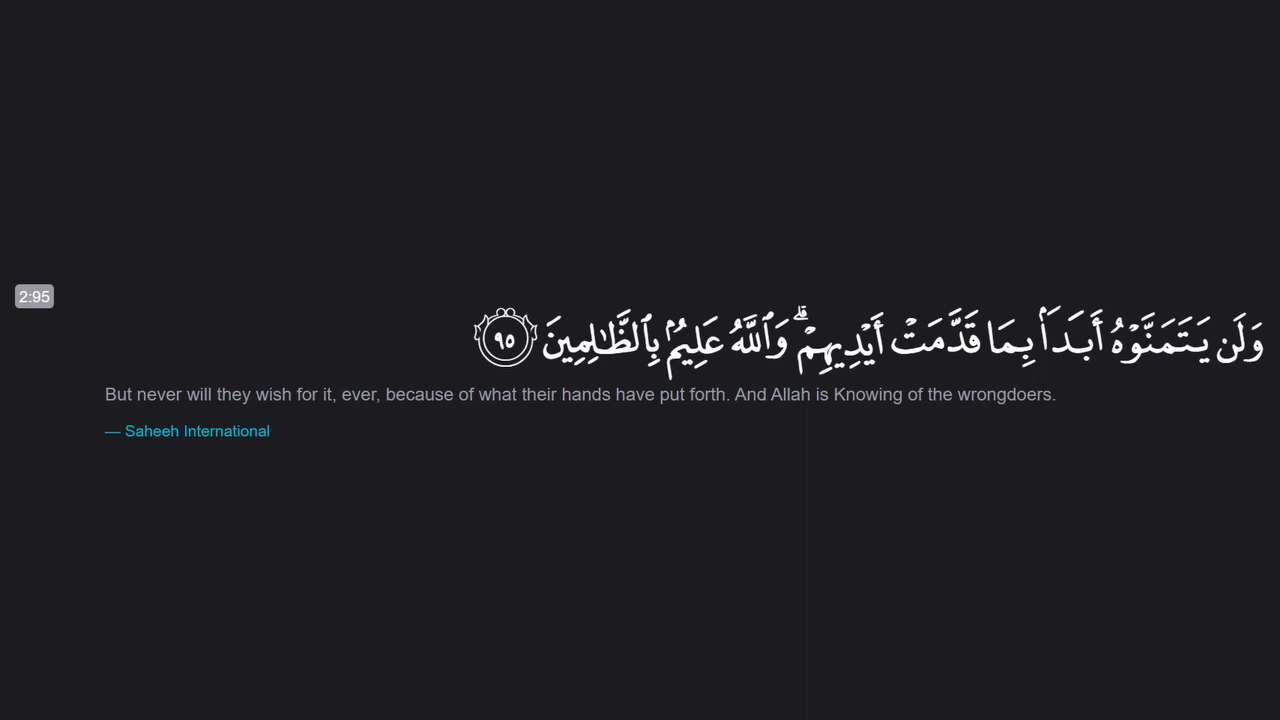 2:95
وَلَن يَتَمَنَّوْهُ أَبَدَۢا بِمَا قَدَّمَتْ أَيْدِيهِمْ ۗ وَٱللَّهُ عَلِيمُۢ بِٱلظَّـٰلِمِينَ ٩٥
But never will they wish for it, ever, because of what their hands have put forth. And Allah is Knowing of the wrongdoers.
— Saheeh International